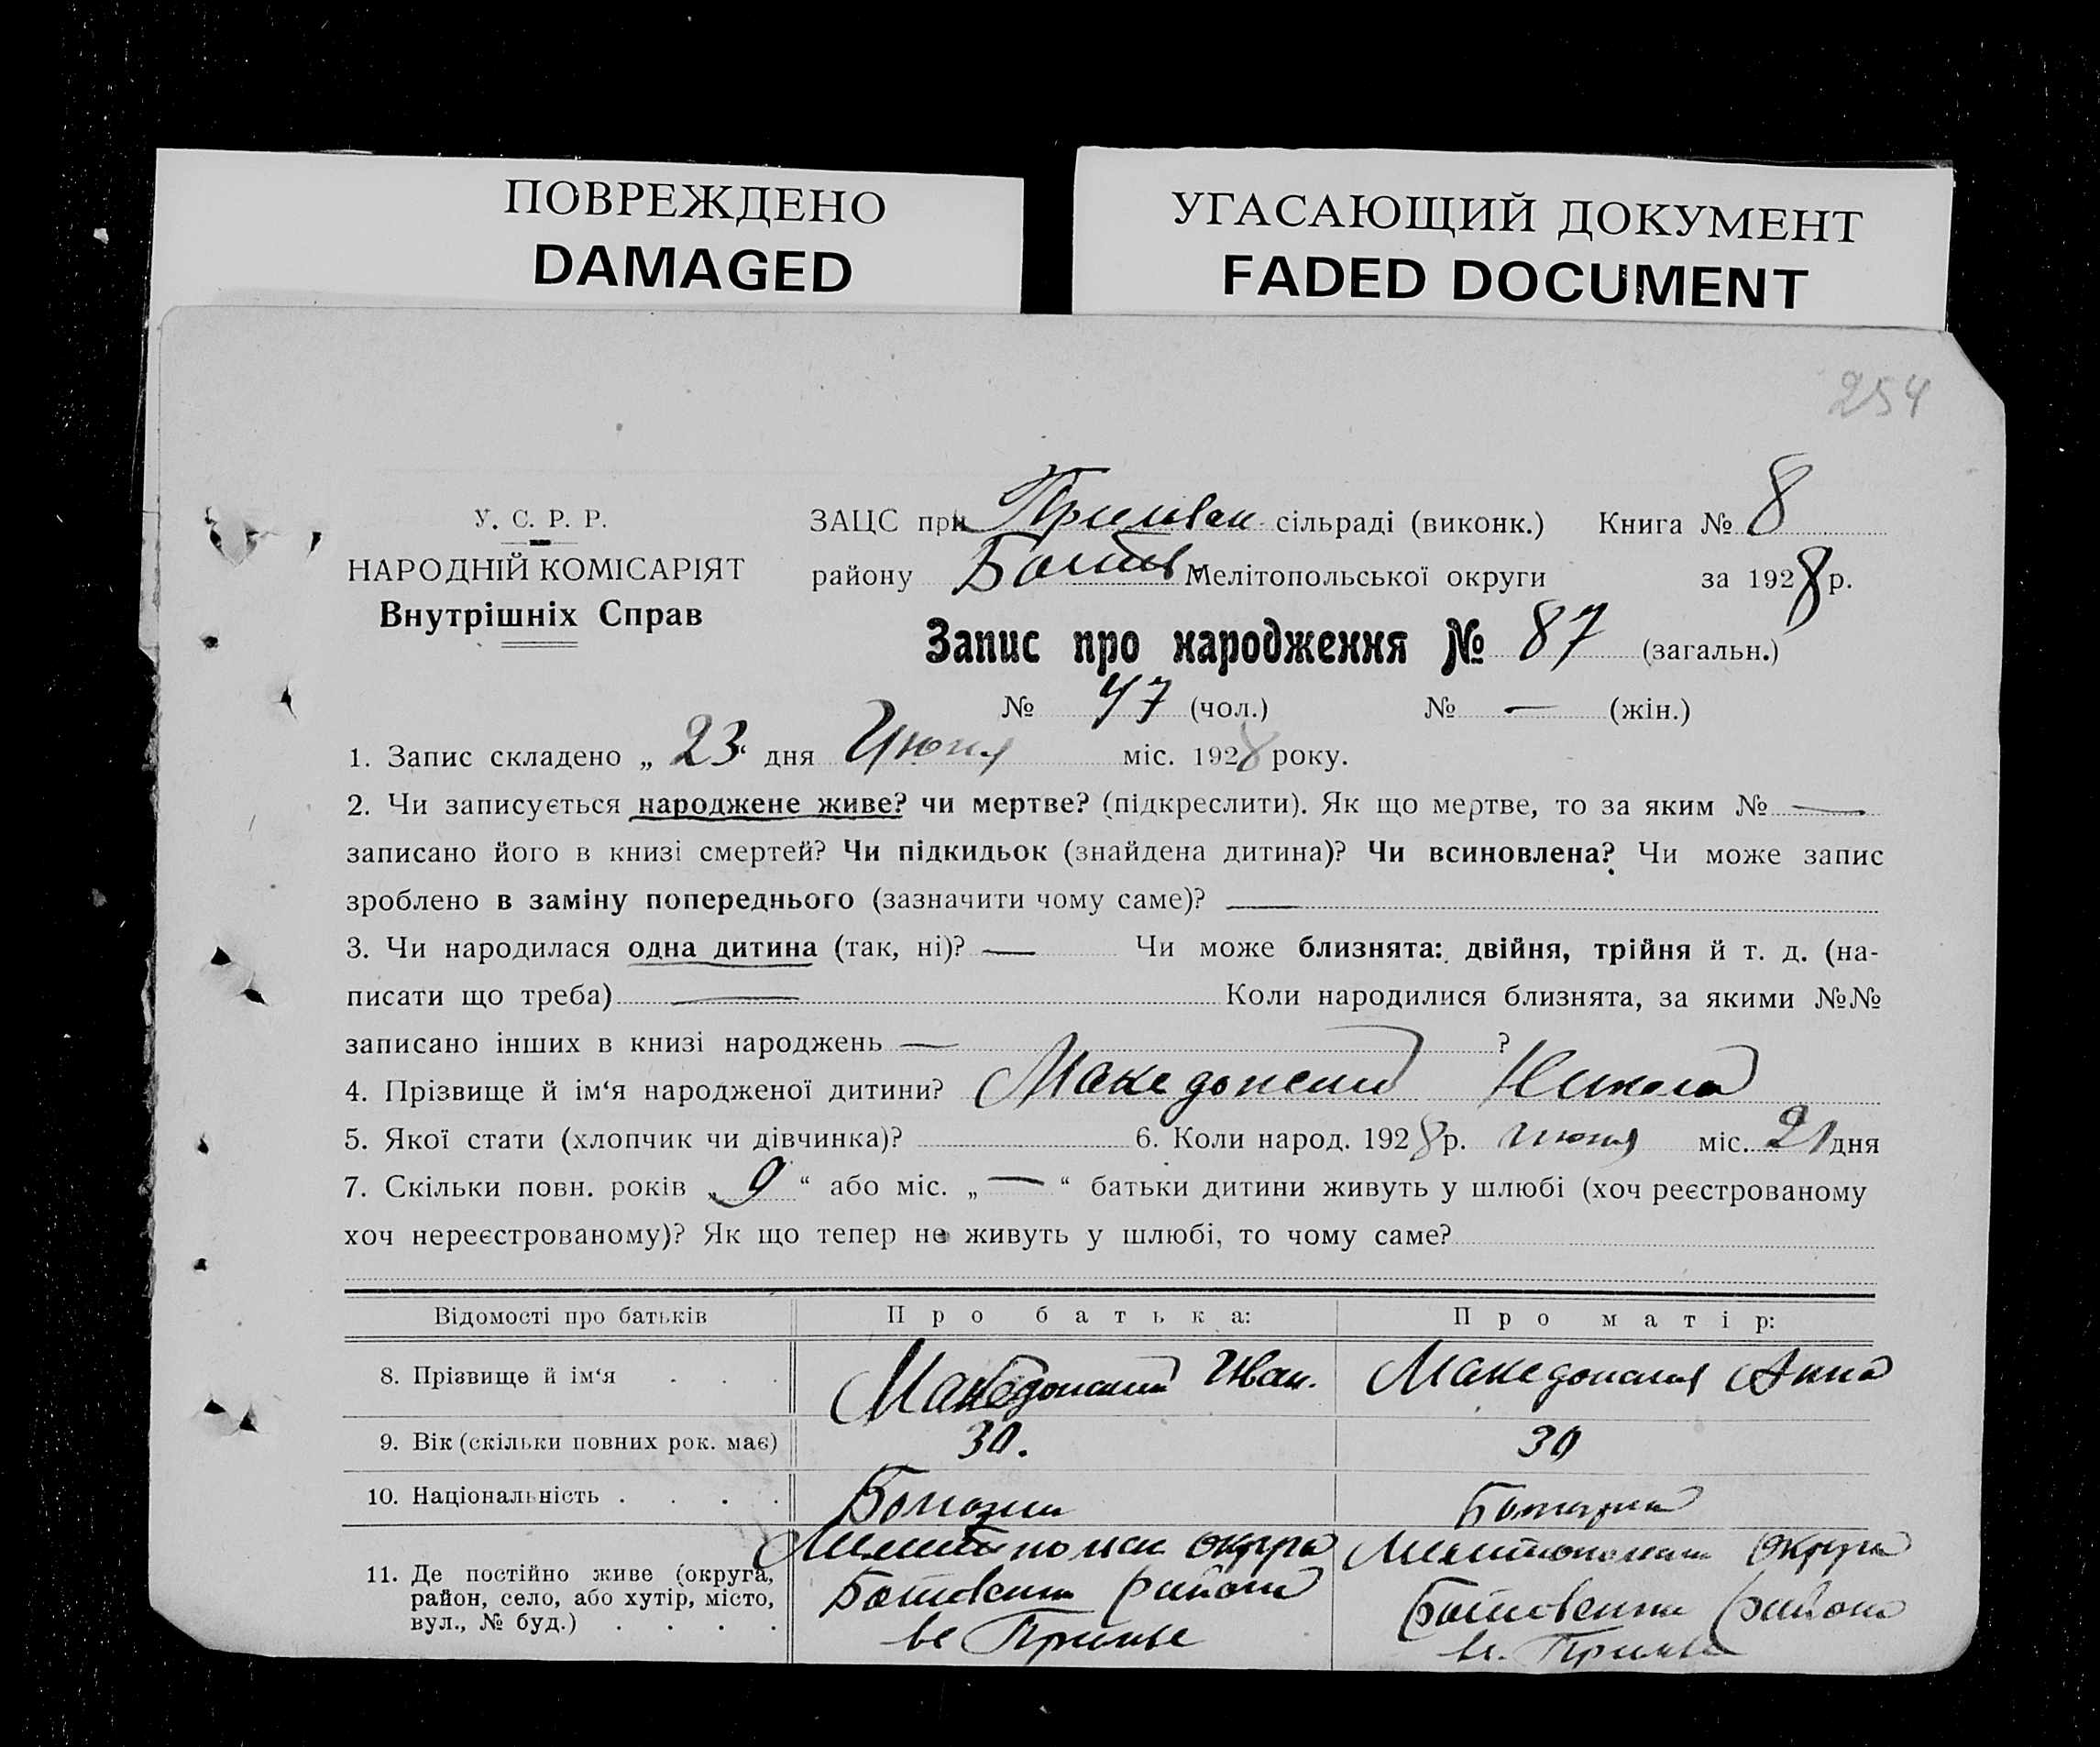 ПОВРЕЖДЕНО
DAMAGED
УГАСАЮЩИЙ ДОКУМЕНТ
FADED DOCUMENT
254
У. С. Р. Р.
НАРОДНІЙ КОМІСАРІЯТ
Внутрішніх Справ
ЗАЦС при сільраді (виконк.) Книга № 8
району Мелітопольської округи за 1928 р.
Запис про народження № 87 (загальн.)
№ 47 (чол.) № — (жін.)
1. Запис складено „ 23 " дня Июня міс. 1928 року.
2. Чи записується народжене живе? чи мертве? (підкреслити). Як що мертве, то за яким № —
записано його в книзі смертей? Чи підкидьок (знайдена дитина)? Чи всиновлена? Чи може запис
зроблено в заміну попереднього (зазначити чому саме)? —
3. Чи народилася одна дитина (так, ні)? — Чи може близнята: двійня, трійня й т. д. (на-
писати що треба) — Коли народилися близнята, за якими №№
записано інших в книзі народжень — ?
4. Прізвище й ім‘я народженої дитини? Македонский Никола
5. Якої стати (хлопчик чи дівчинка)? 6. Коли народ. 1928 р. июня міс. 21 дня
7. Скільки повн. років „ 9 “ або міс. „ — “ батьки дитини живуть у шлюбі (хоч реєстрованому
хоч нереєстрованому)? Як що тепер не живуть у шлюбі, то чому саме?
Відомості про батьків Про батька: Про матір:
8. Прізвище й ім‘я . . . Македонский Иван. Македонская Анна
9. Вік (скільки повних рок. має) 30. 30
10. Національність . . . .
11. Де постійно живе (округа, район, село, або хутір, місто, вул., № буд.) . . . .
округа округа
района района